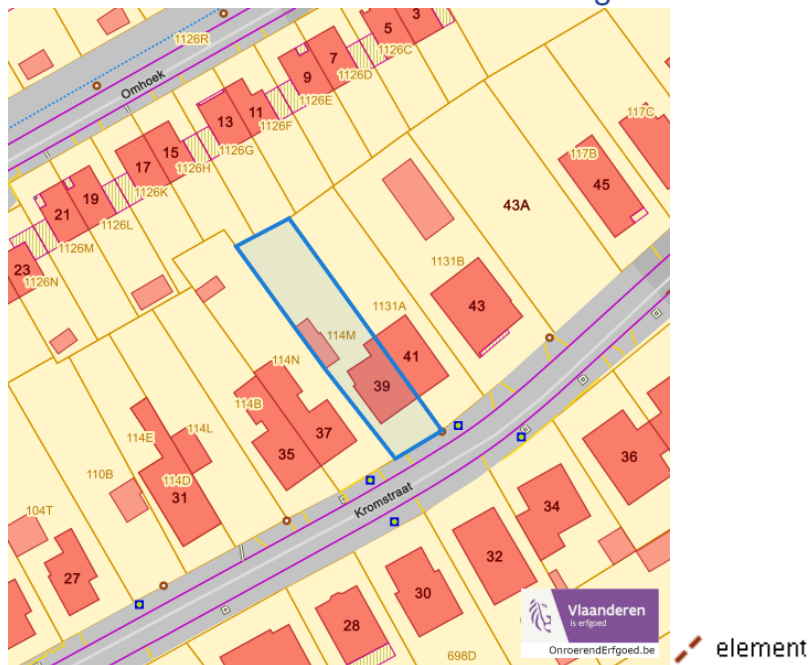 5
3
1126R
1126C
7
9
1126D
Omhoek
1126E
11
13
1126F
117C
1126G
15
17
1126H
117B
45
1126K
19
21
43A
1126L
1126M
23
1131B
1126N
43
1131A
114M
41
114N
39
114B
114E
114L
37
35
110B
114D
31
36
Kromstraat
104T
34
32
27
30
28
698D
Vlaanderen
is erfgoed
OnroerendErfgoed.be
element